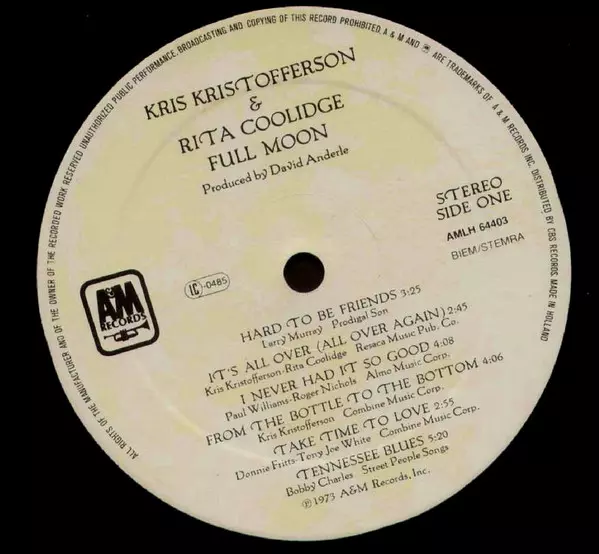 ALL RIGHTS OF THE MANUFACTURER AND OF THE OWNER OF THE RECORDED WORK RESERVED UNAUTHORIZED PUBLIC PERFORMANCE, BROADCASTING AND COPYING OF THIS RECORD PROHIBITED. A & M AND ARE TRADEMARKS OF A & M RECORDS INC. DISTRIBUTED BY CBS RECORDS. MADE IN HOLLAND
KRIS KRISTOFFERSON
&
RITA COOLIDGE
FULL MOON
Produced by David Anderle
STEREO
SIDE ONE
AMLH 64403
BIEM/STEMRA
A&M
RECORDS
IC -0485
HARD TO BE FRIENDS 3:25
Larry Murray Prodigal Son
IT'S ALL OVER (ALL OVER AGAIN) 2:45
Kris Kristofferson-Rita Coolidge Resaca Music Pub. Co.
I NEVER HAD IT SO GOOD 4:08
Paul Williams-Roger Nichols Almo Music Corp.
FROM THE BOTTLE TO THE BOTTOM 4:06
Kris Kristofferson Combine Music Corp.
TAKE TIME TO LOVE 2:55
Donnie Fritts-Tony Joe White Combine Music Corp.
TENNESSEE BLUES 5:20
Bobby Charles Street People Songs
℗ 1973 A&M Records, Inc.